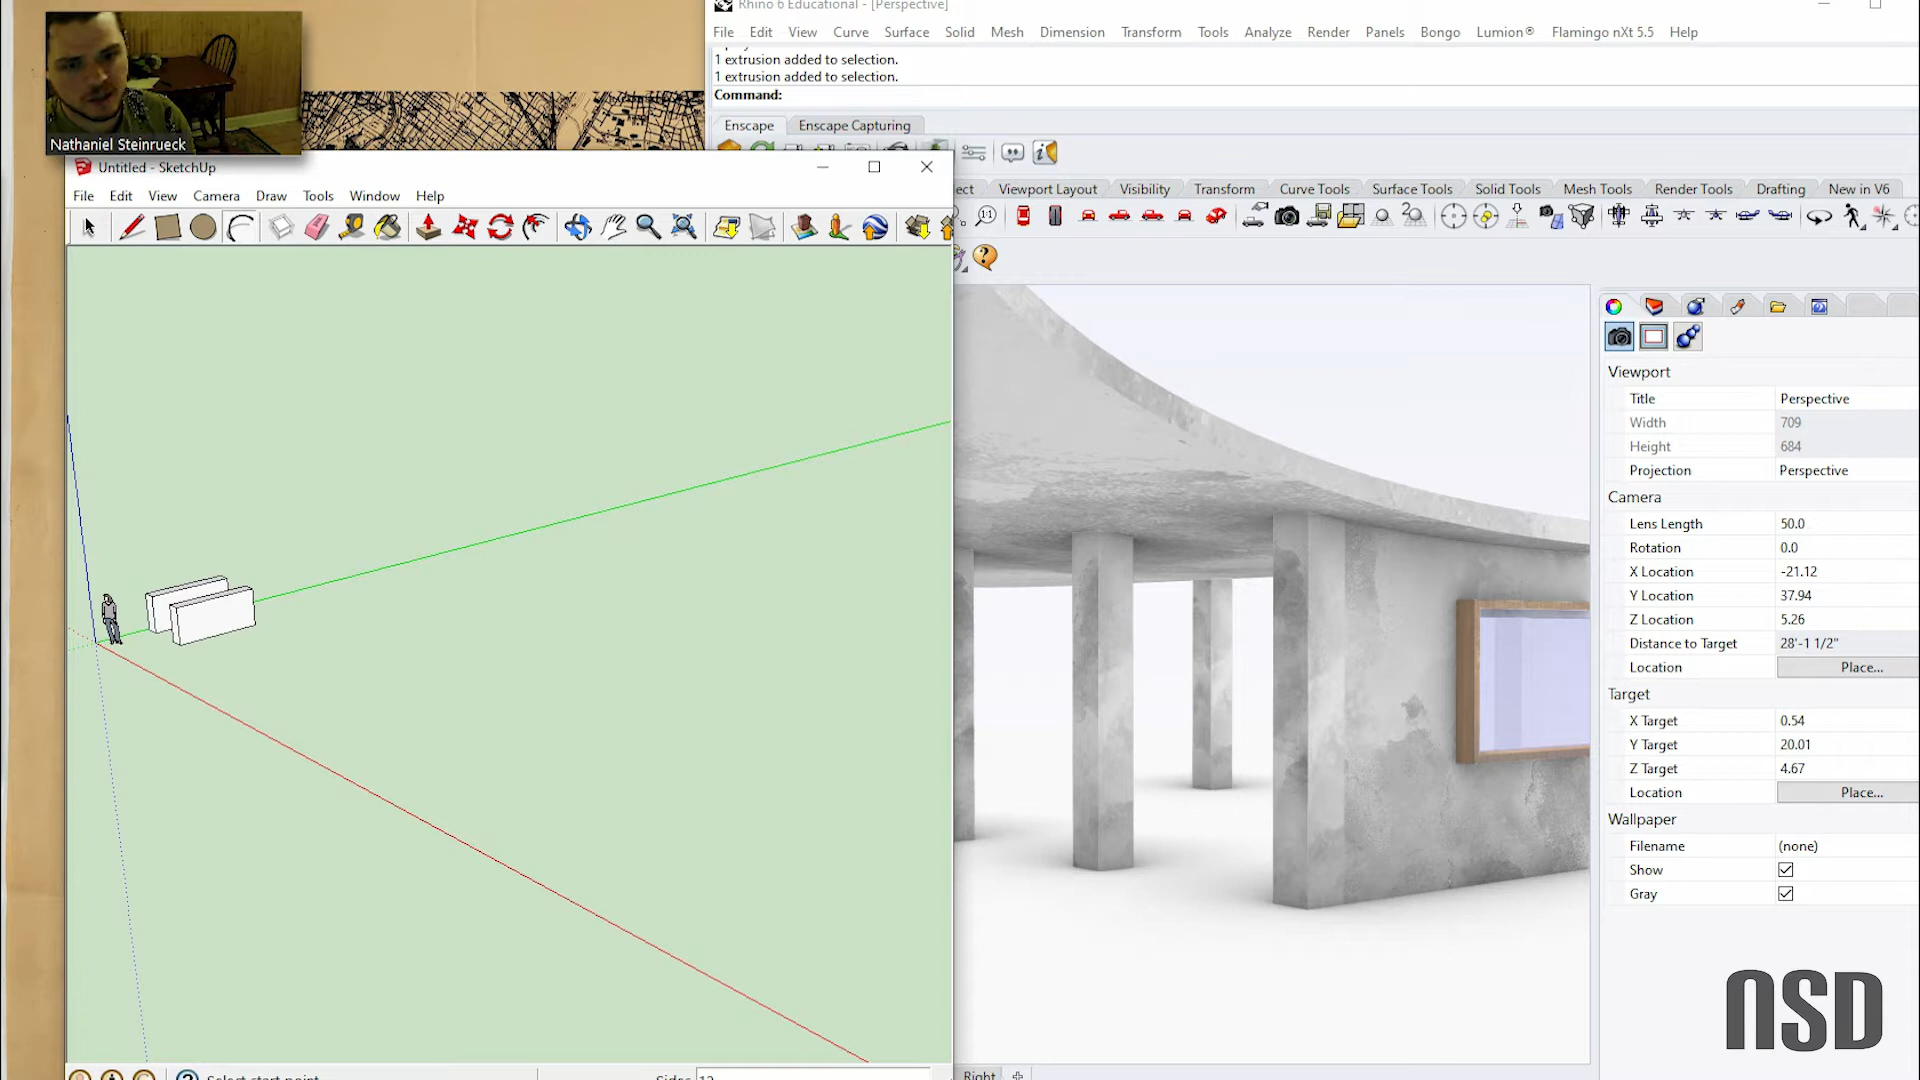 Rhino 6 Educational - [Perspective]
File Edit View Curve Surface Solid Mesh Dimension Transform Tools Analyze Render Panels Bongo Lumion® Flamingo nXt 5.5 Help
1 extrusion added to selection.
1 extrusion added to selection.
Command:
Enscape Enscape Capturing
Nathaniel Steinrueck
Untitled - SketchUp
File Edit View Camera Draw Tools Window Help
ect Viewport Layout Visibility Transform Curve Tools Surface Tools Solid Tools Mesh Tools Render Tools Drafting New in V6
Viewport
Title Perspective
Width 709
Height 684
Projection Perspective
Camera
Lens Length 50.0
Rotation 0.0
X Location -21.12
Y Location 37.94
Z Location 5.26
Distance to Target 28'-1 1/2"
Location Place...
Target
X Target 0.54
Y Target 20.01
Z Target 4.67
Location Place...
Wallpaper
Filename (none)
Show
Gray
NSD
Select start point
Sides 12
Right